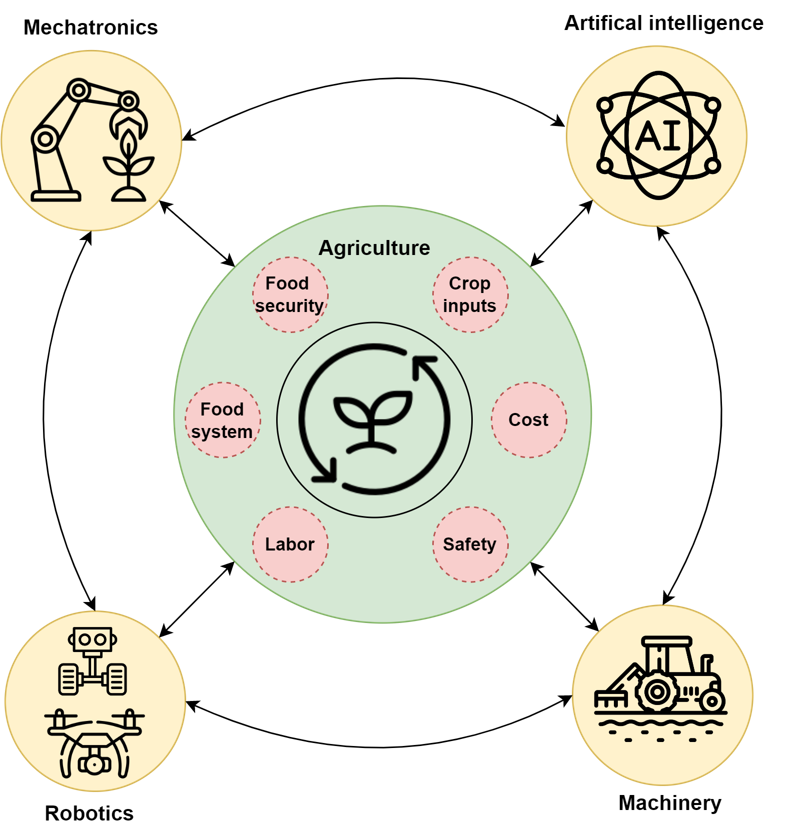 Mechatronics
Artifical intelligence
AI
Agriculture
Food
security
Crop
inputs
Food
system
Cost
Labor
Safety
Robotics
Machinery